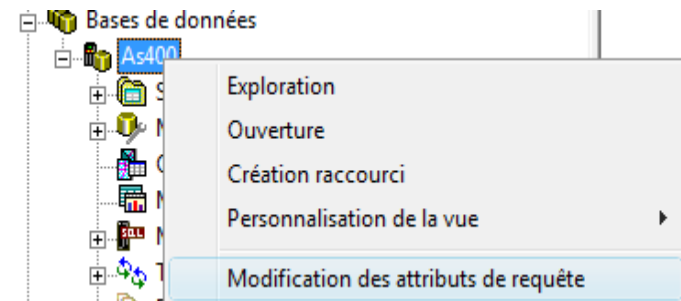 Bases de données
As400
Exploration
Ouverture
Création raccourci
Personnalisation de la vue
Modification des attributs de requête